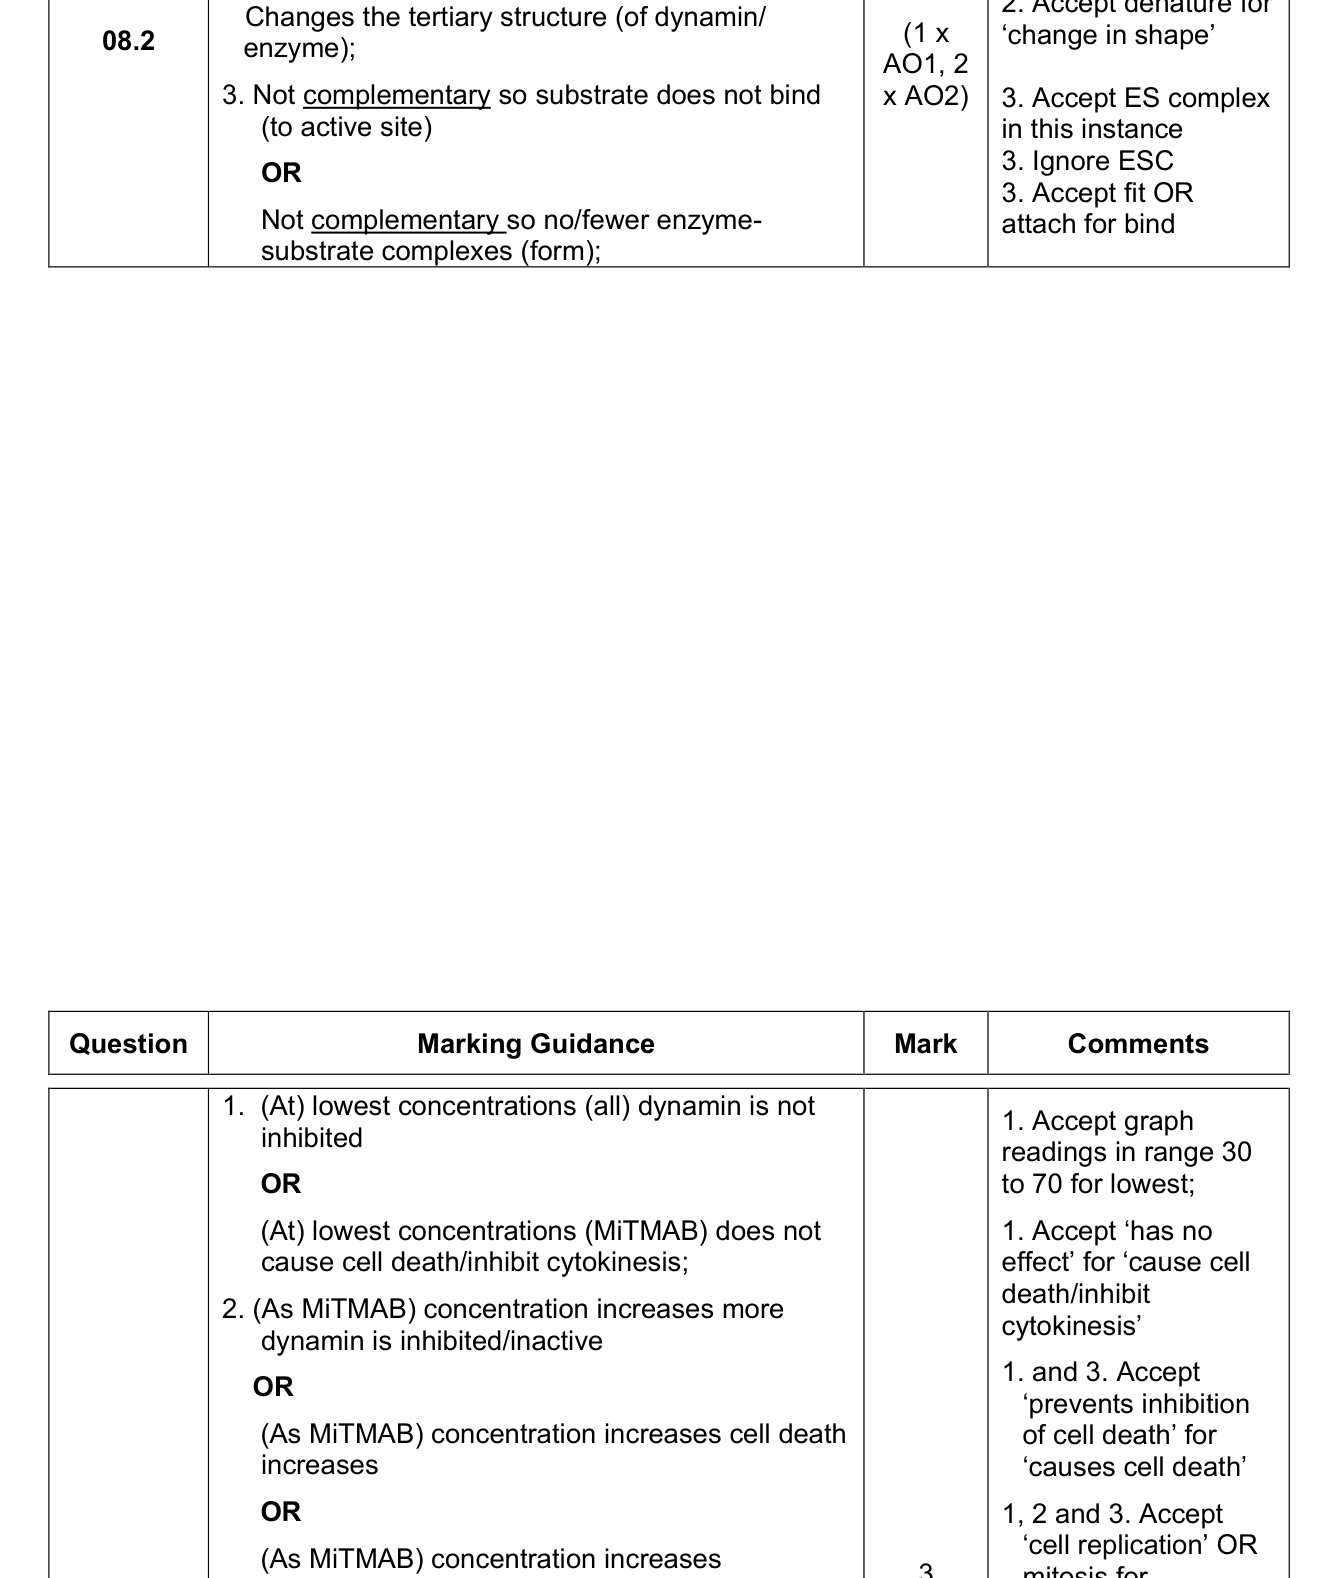 08.2
Changes the tertiary structure (of dynamin/
enzyme);
3. Not complementary so substrate does not bind
(to active site)
OR
Not complementary so no/fewer enzyme-
substrate complexes (form);
(1 x
AO1, 2
x AO2)
2. Accept denature for
‘change in shape’
3. Accept ES complex
in this instance
3. Ignore ESC
3. Accept fit OR
attach for bind
Question
Marking Guidance
Mark
Comments
1. (At) lowest concentrations (all) dynamin is not
inhibited
OR
(At) lowest concentrations (MiTMAB) does not
cause cell death/inhibit cytokinesis;
2. (As MiTMAB) concentration increases more
dynamin is inhibited/inactive
OR
(As MiTMAB) concentration increases cell death
increases
OR
(As MiTMAB) concentration increases
3
1. Accept graph
readings in range 30
to 70 for lowest;
1. Accept ‘has no
effect’ for ‘cause cell
death/inhibit
cytokinesis’
1. and 3. Accept
‘prevents inhibition
of cell death’ for
‘causes cell death’
1, 2 and 3. Accept
‘cell replication’ OR
mitosis for